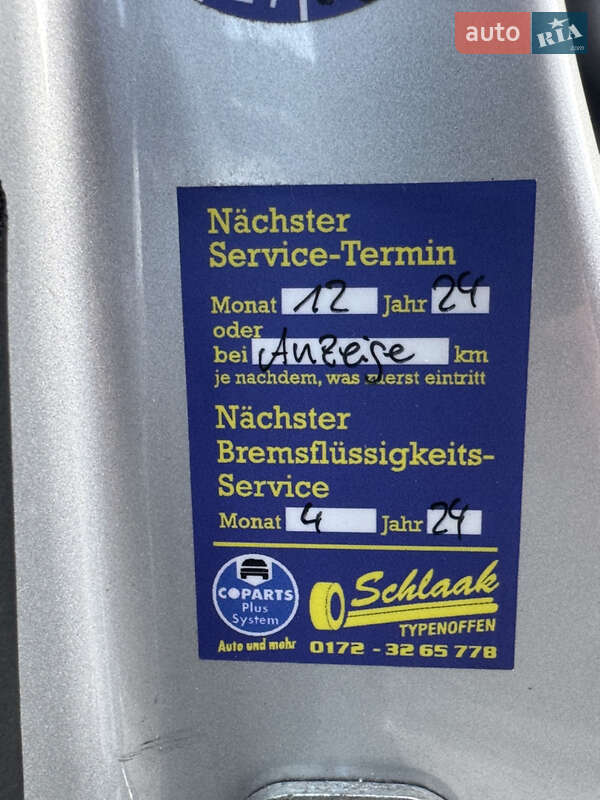 auto RIA .com
Nächster
Service-Termin
Monat 12 Jahr 24
oder
bei Anzeige km
je nachdem, was zuerst eintritt
Nächster
Bremsflüssigkeits-
Service
Monat 4 Jahr 24
COPARTS
Plus
System
Auto und mehr
Schlaak
TYPENOFFEN
0172 - 32 65 778